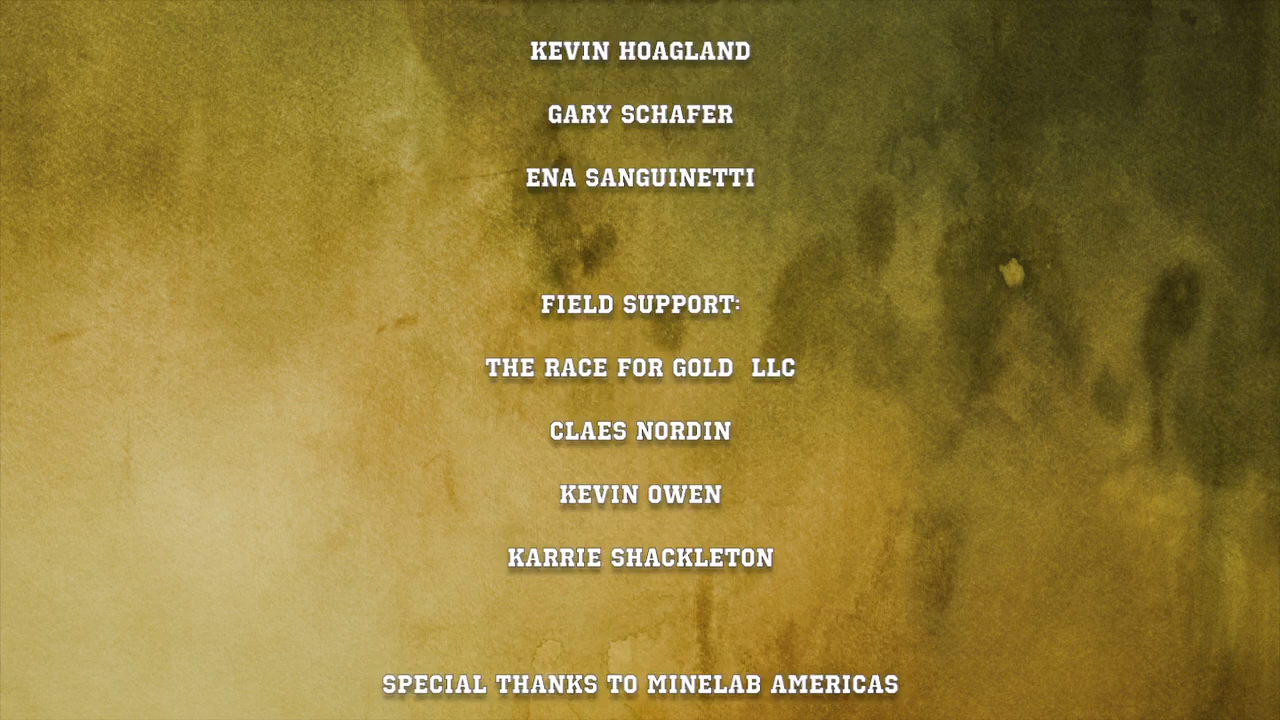 KEVIN HOAGLAND
GARY SCHAFER
ENA SANGUINETTI
FIELD SUPPORT:
THE RACE FOR GOLD  LLC
CLAES NORDIN
KEVIN OWEN
KARRIE SHACKLETON
SPECIAL THANKS TO MINELAB AMERICAS